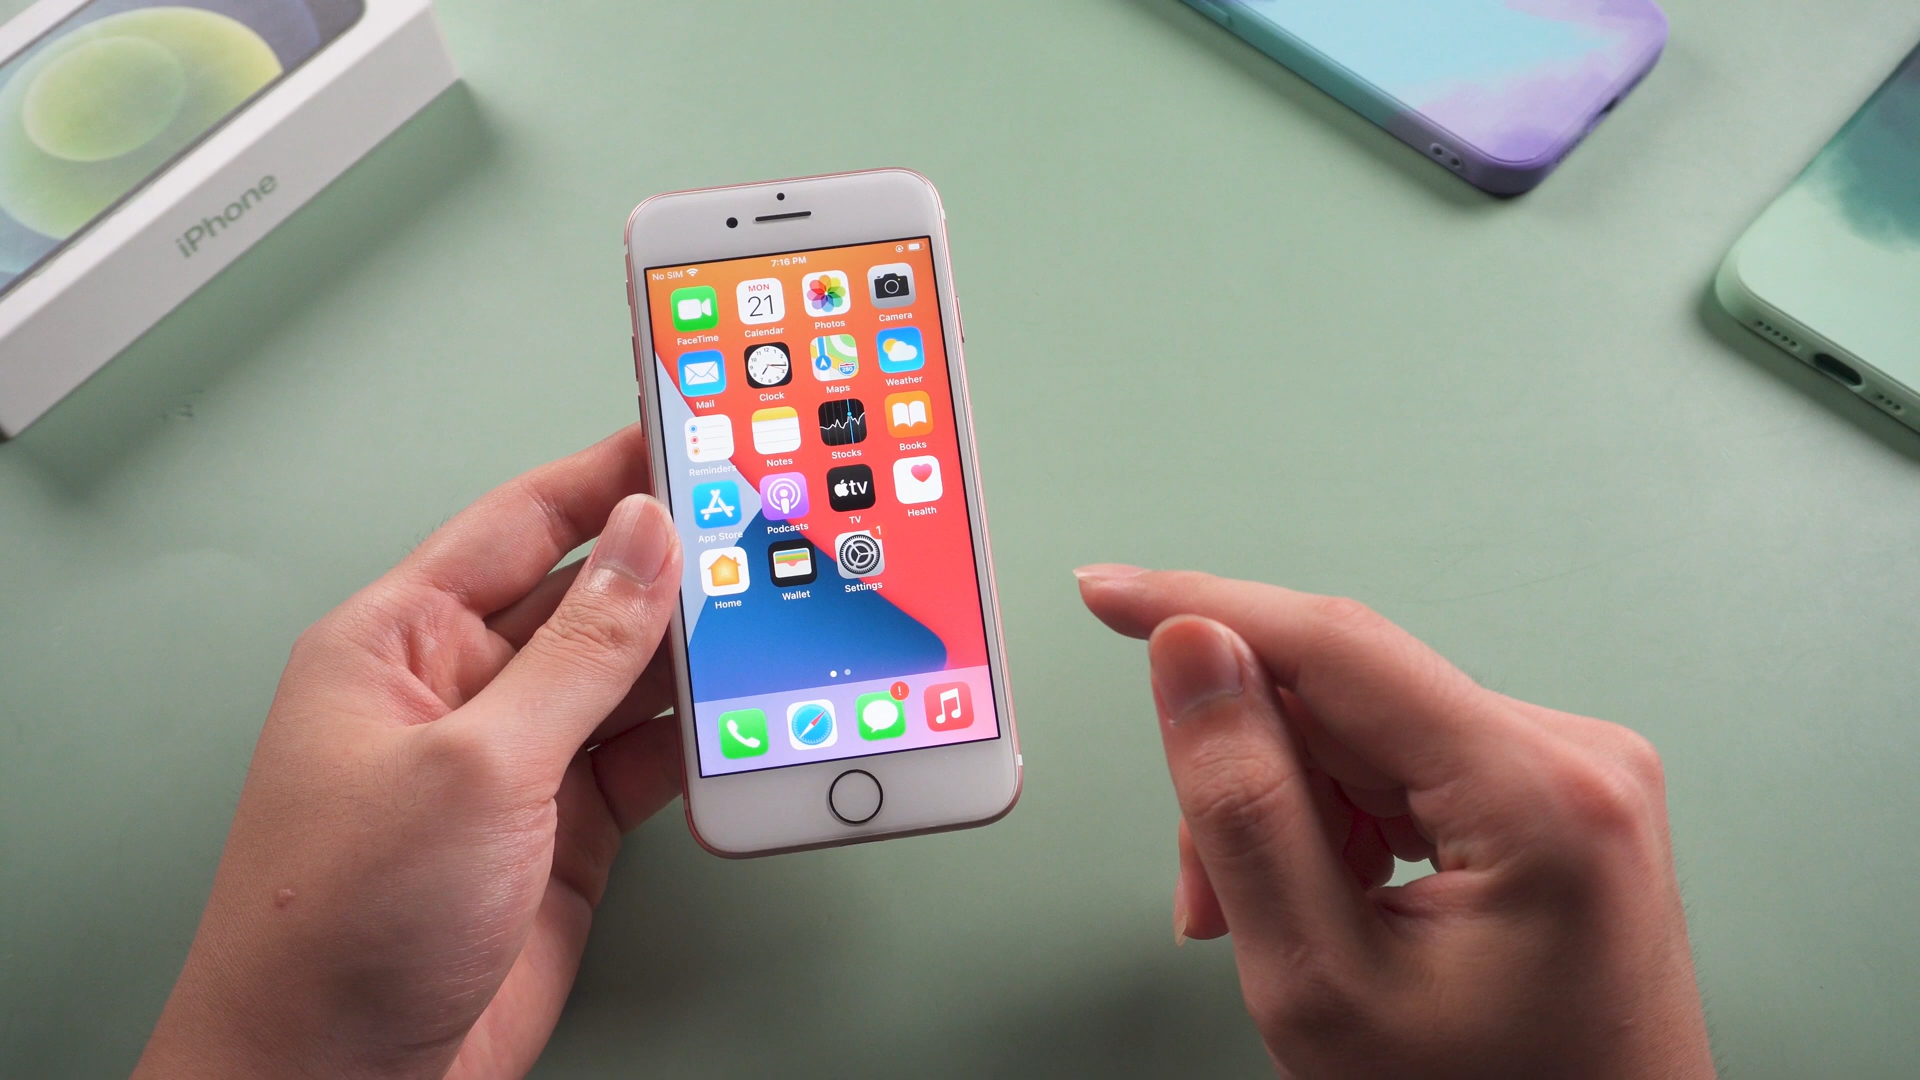 iPhone
No SIM
7:16 PM
MON
21
FaceTime
Calendar
Photos
Camera
Mail
Clock
Maps
Weather
Reminders
Notes
Stocks
Books
App Store
Podcasts
tv
TV
Health
Home
Wallet
1
Settings
!